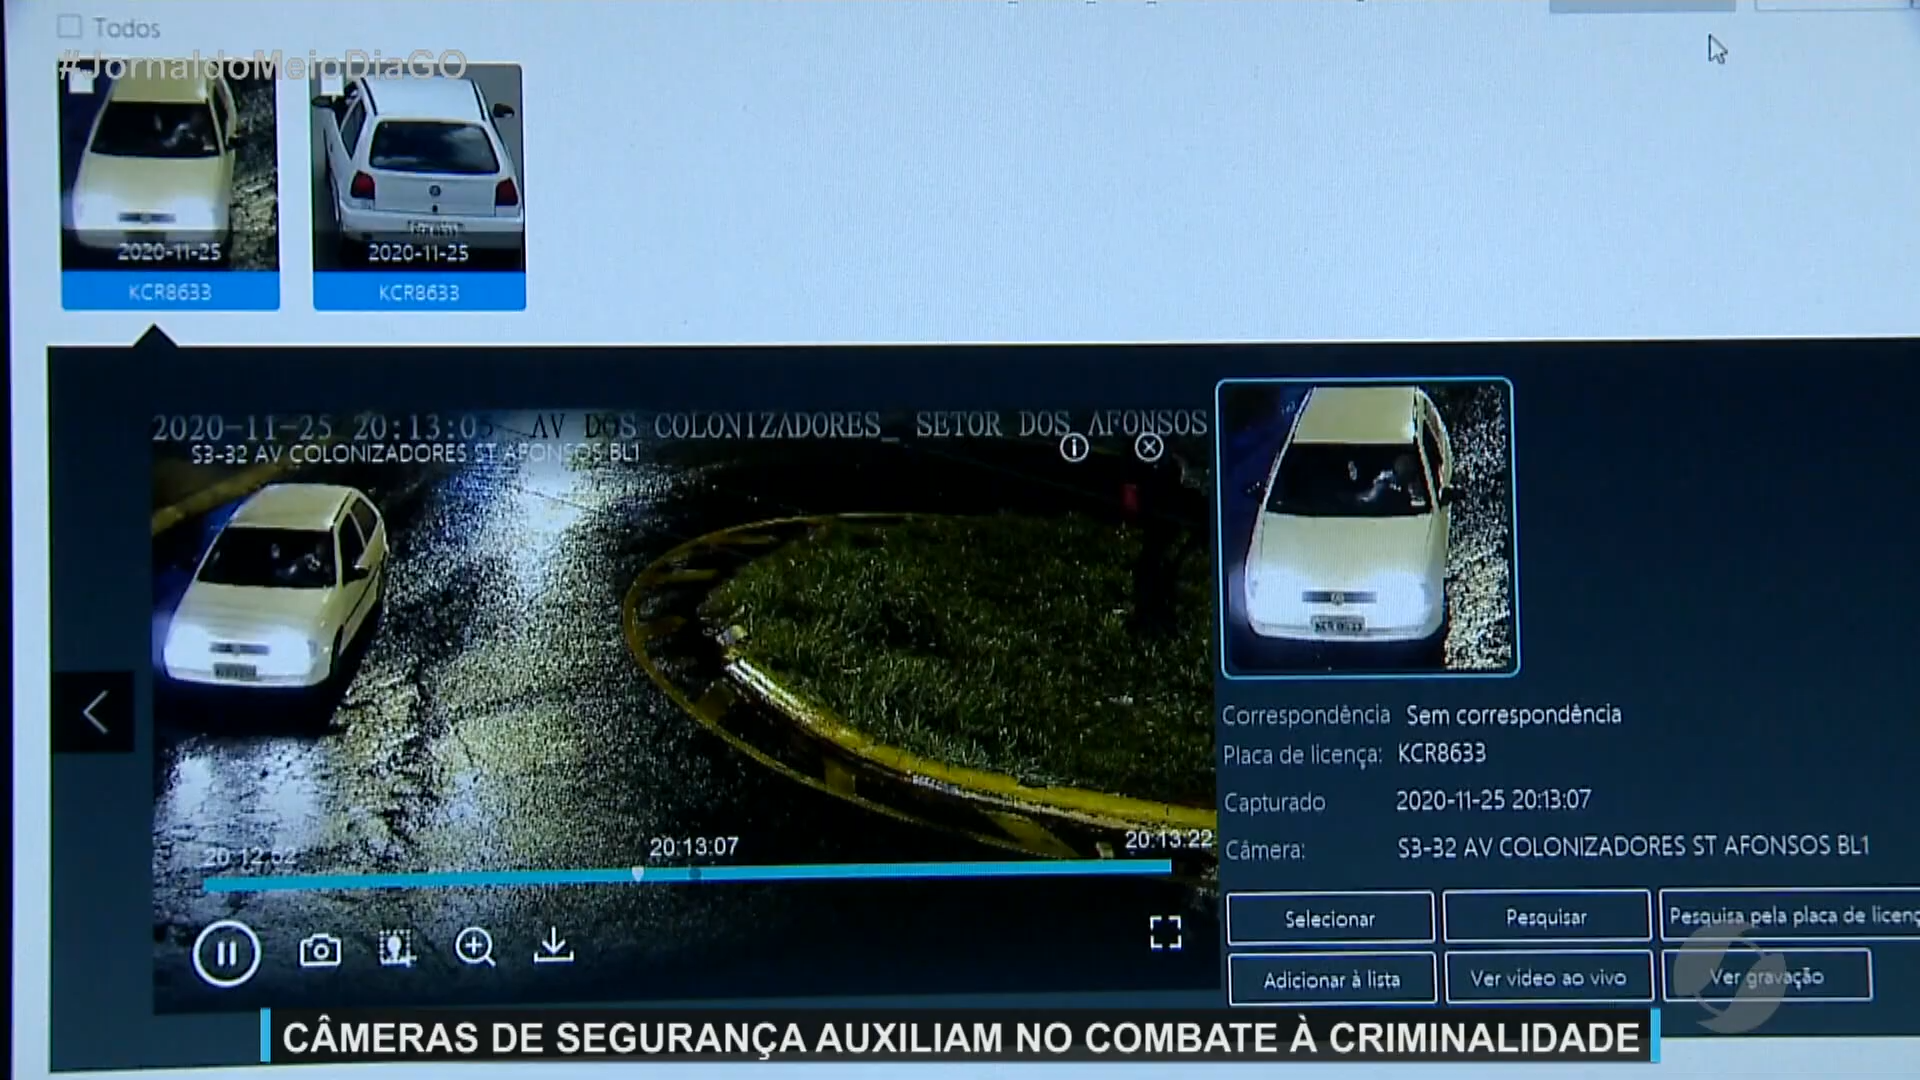 Todos
#JornaldoMeioDiaGO
2020-11-25
KCR8633
2020-11-25
KCR8633
2020-11-25 20:13:05 AV DOS COLONIZADORES_ SETOR DOS AFONSOS
S3-32 AV COLONIZADORES ST AFONSOS BL1
20:12:52
20:13:07
20:13:22
KCR8633
Correspondência Sem correspondência
Placa de licença: KCR8633
Capturado 2020-11-25 20:13:07
Câmera: S3-32 AV COLONIZADORES ST AFONSOS BL1
Selecionar
Pesquisar
Pesquisa pela placa de licenç
Adicionar à lista
Ver vídeo ao vivo
Ver gravação
CÂMERAS DE SEGURANÇA AUXILIAM NO COMBATE À CRIMINALIDADE